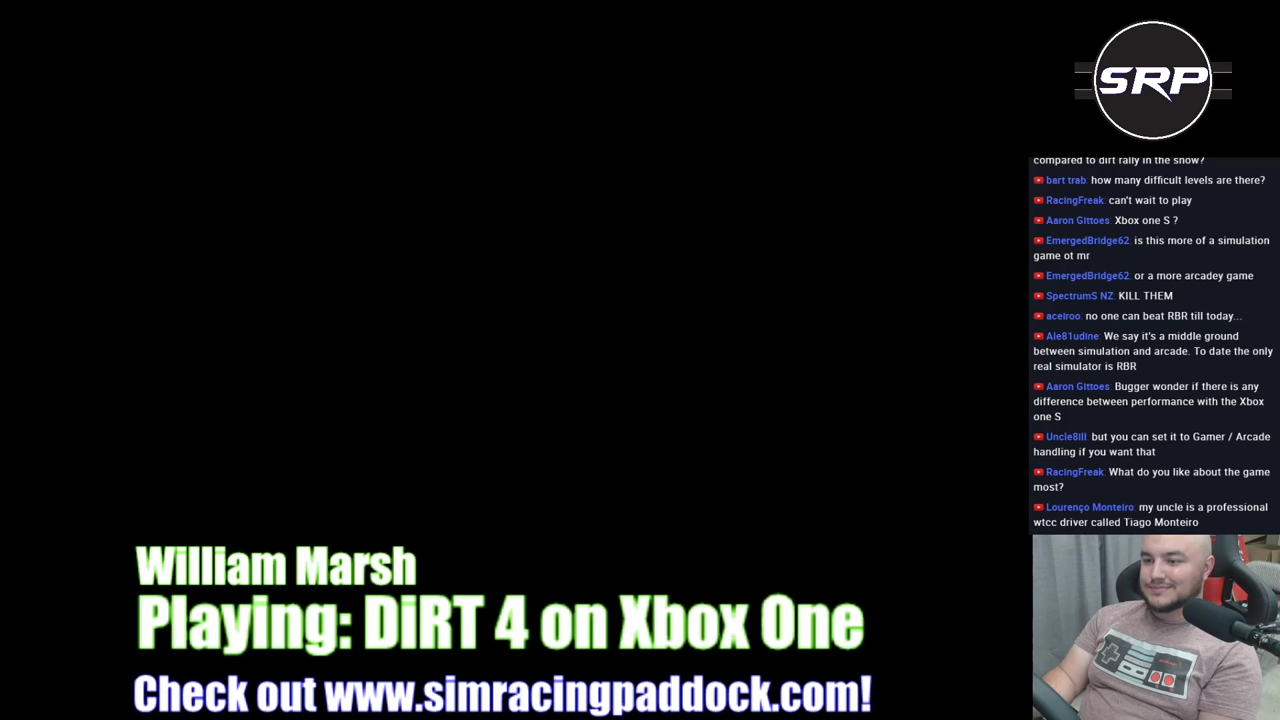 SRP
compared to dirt rally in the snow?
bart trab: how many difficult levels are there?
RacingFreak: can't wait to play
Aaron Gittoes: Xbox one S ?
EmergedBridge62: is this more of a simulation
game ot mr
EmergedBridge62: or a more arcadey game
SpectrumS NZ: KILL THEM
aceiroo: no one can beat RBR till today...
Ale81udine: We say it's a middle ground
between simulation and arcade. To date the only
real simulator is RBR
Aaron Gittoes: Bugger wonder if there is any
difference between performance with the Xbox
one S
Uncle8ill: but you can set it to Gamer / Arcade
handling if you want that
RacingFreak: What do you like about the game
most?
Lourenço Monteiro: my uncle is a professional
wtcc driver called Tiago Monteiro
William Marsh
Playing: DiRT 4 on Xbox One
Check out www.simracingpaddock.com!